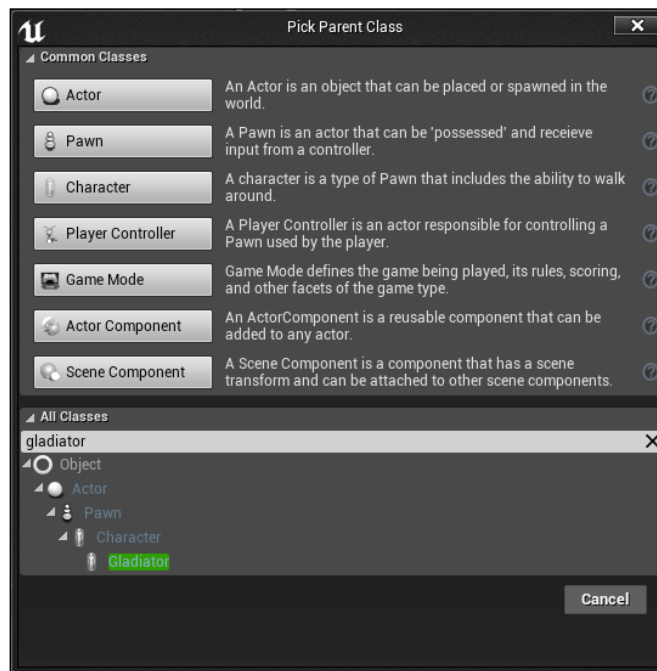 Pick Parent Class
Common Classes
Actor
An Actor is an object that can be placed or spawned in the
world.
Pawn
A Pawn is an actor that can be 'possessed' and receieve
input from a controller.
Character
A character is a type of Pawn that includes the ability to walk
around.
Player Controller
A Player Controller is an actor responsible for controlling a
Pawn used by the player.
Game Mode
Game Mode defines the game being played, its rules, scoring,
and other facets of the game type.
Actor Component
An ActorComponent is a reusable component that can be
added to any actor.
Scene Component
A Scene Component is a component that has a scene
transform and can be attached to other scene components.
All Classes
gladiator
Object
Actor
Pawn
Character
Gladiator
Cancel